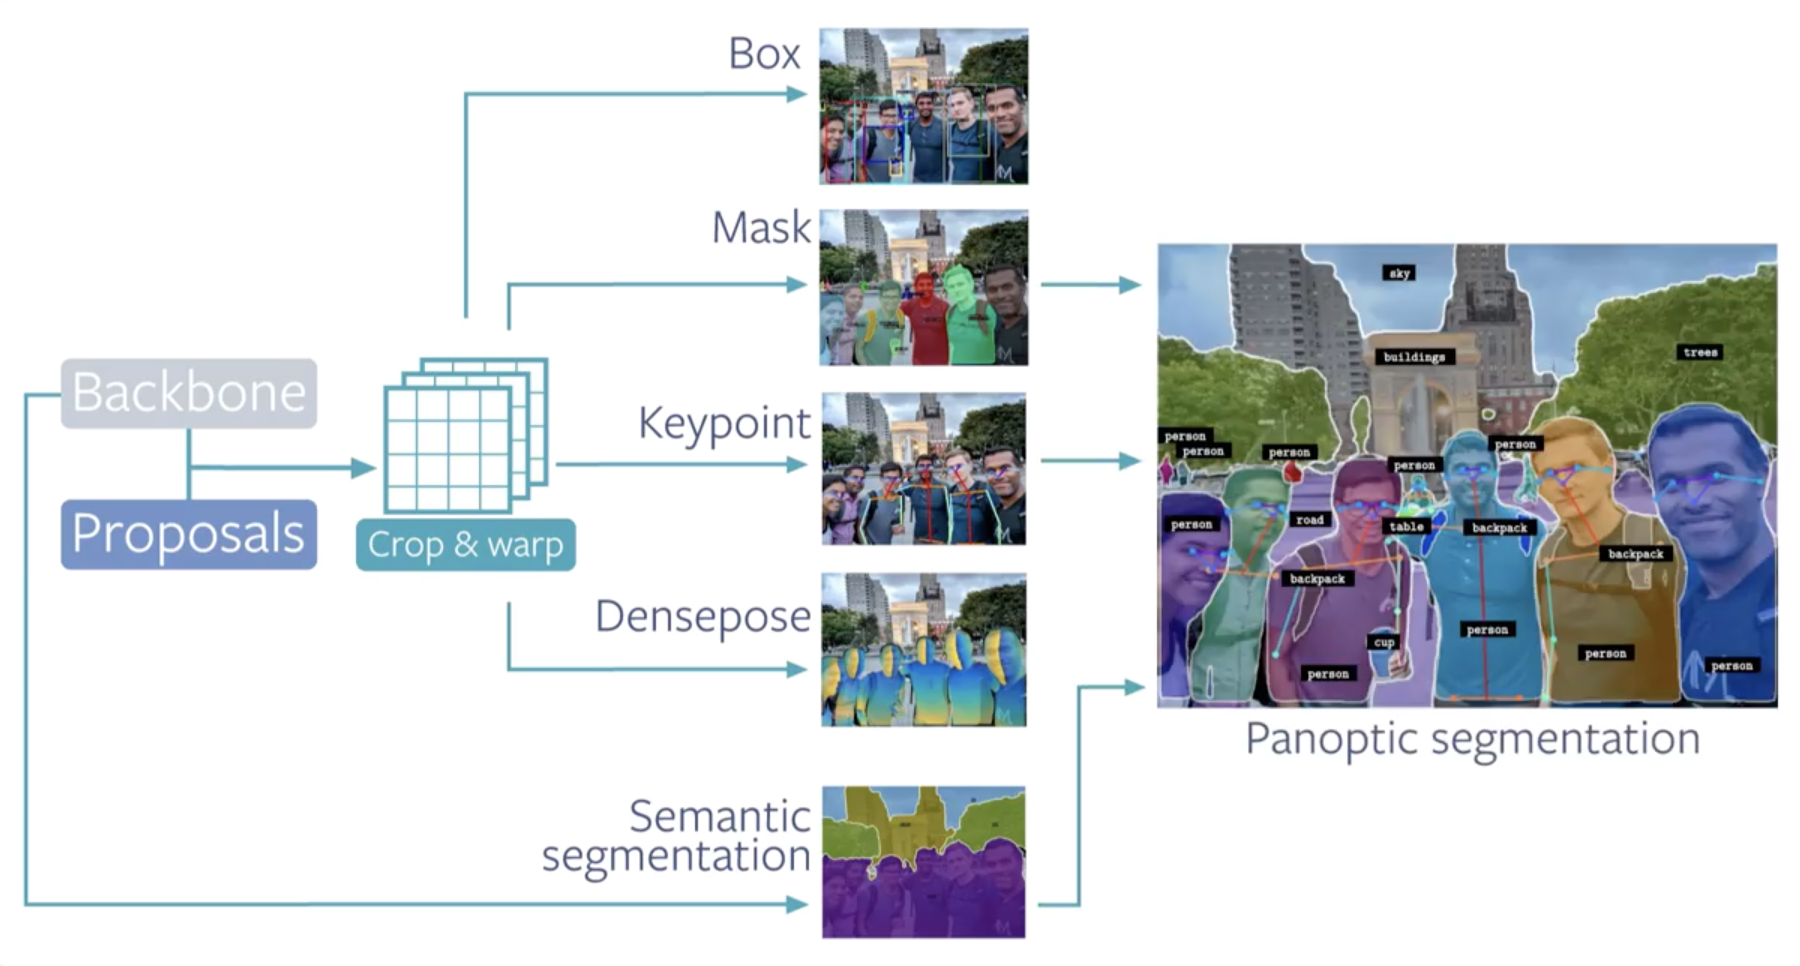 Box
Mask
Backbone
Keypoint
Proposals
Crop & warp
Densepose
Semantic
segmentation
sky
buildings
trees
person
person
person
person
person
person
road
table
backpack
backpack
backpack
person
cup
person
person
person
Panoptic segmentation